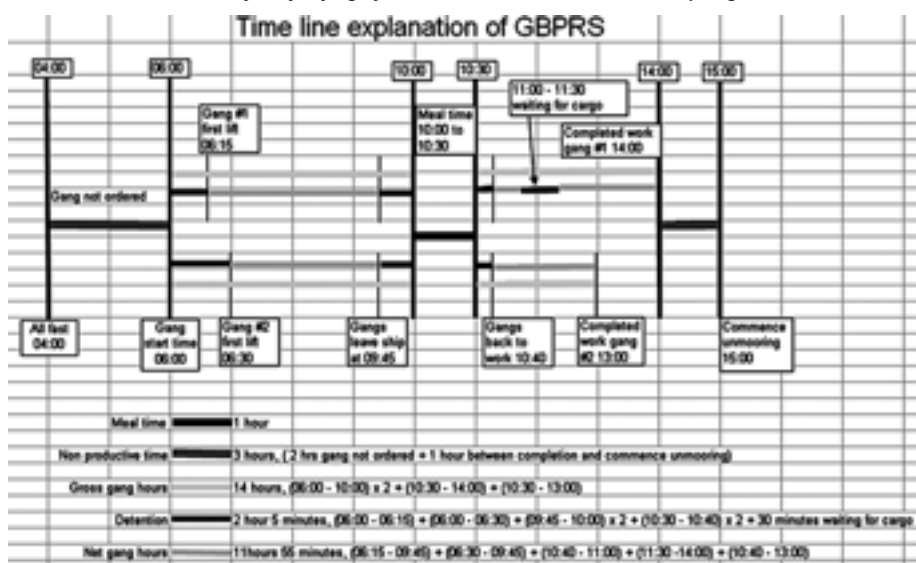 Time line explanation of GBPRS
04:00
06:00
10:00
10:30
14:00
15:00
11:00 - 11:30
waiting for cargo
Gang #1
first lift
06:15
Meal time
10:00 to
10:30
Completed work
gang #1 14:00
Gang not ordered
All fast
04:00
Gang
start time
06:00
Gang #2
first lift
06:30
Gangs
leave ship
at 09:45
Gangs
back to
work 10:40
Completed
work gang
#2 13:00
Commence
unmooring
15:00
Meal time 1 hour
Non productive time 3 hours, ( 2 hrs gang not ordered + 1 hour between completion and commence unmooring)
Gross gang hours 14 hours, (06:00 - 10:00) x 2 + (10:30 - 14:00) + (10:30 - 13:00)
Detention 2 hour 5 minutes, (06:00 - 06:15) + (06:00 - 06:30) + (09:45 - 10:00) x 2 + (10:30 - 10:40) x 2 + 30 minutes waiting for cargo
Net gang hours 11hours 55 minutes, (06:15 - 09:45) + (06:30 - 09:45) + (10:40 - 11:00) + (11:30 -14:00) + (10:40 - 13:00)